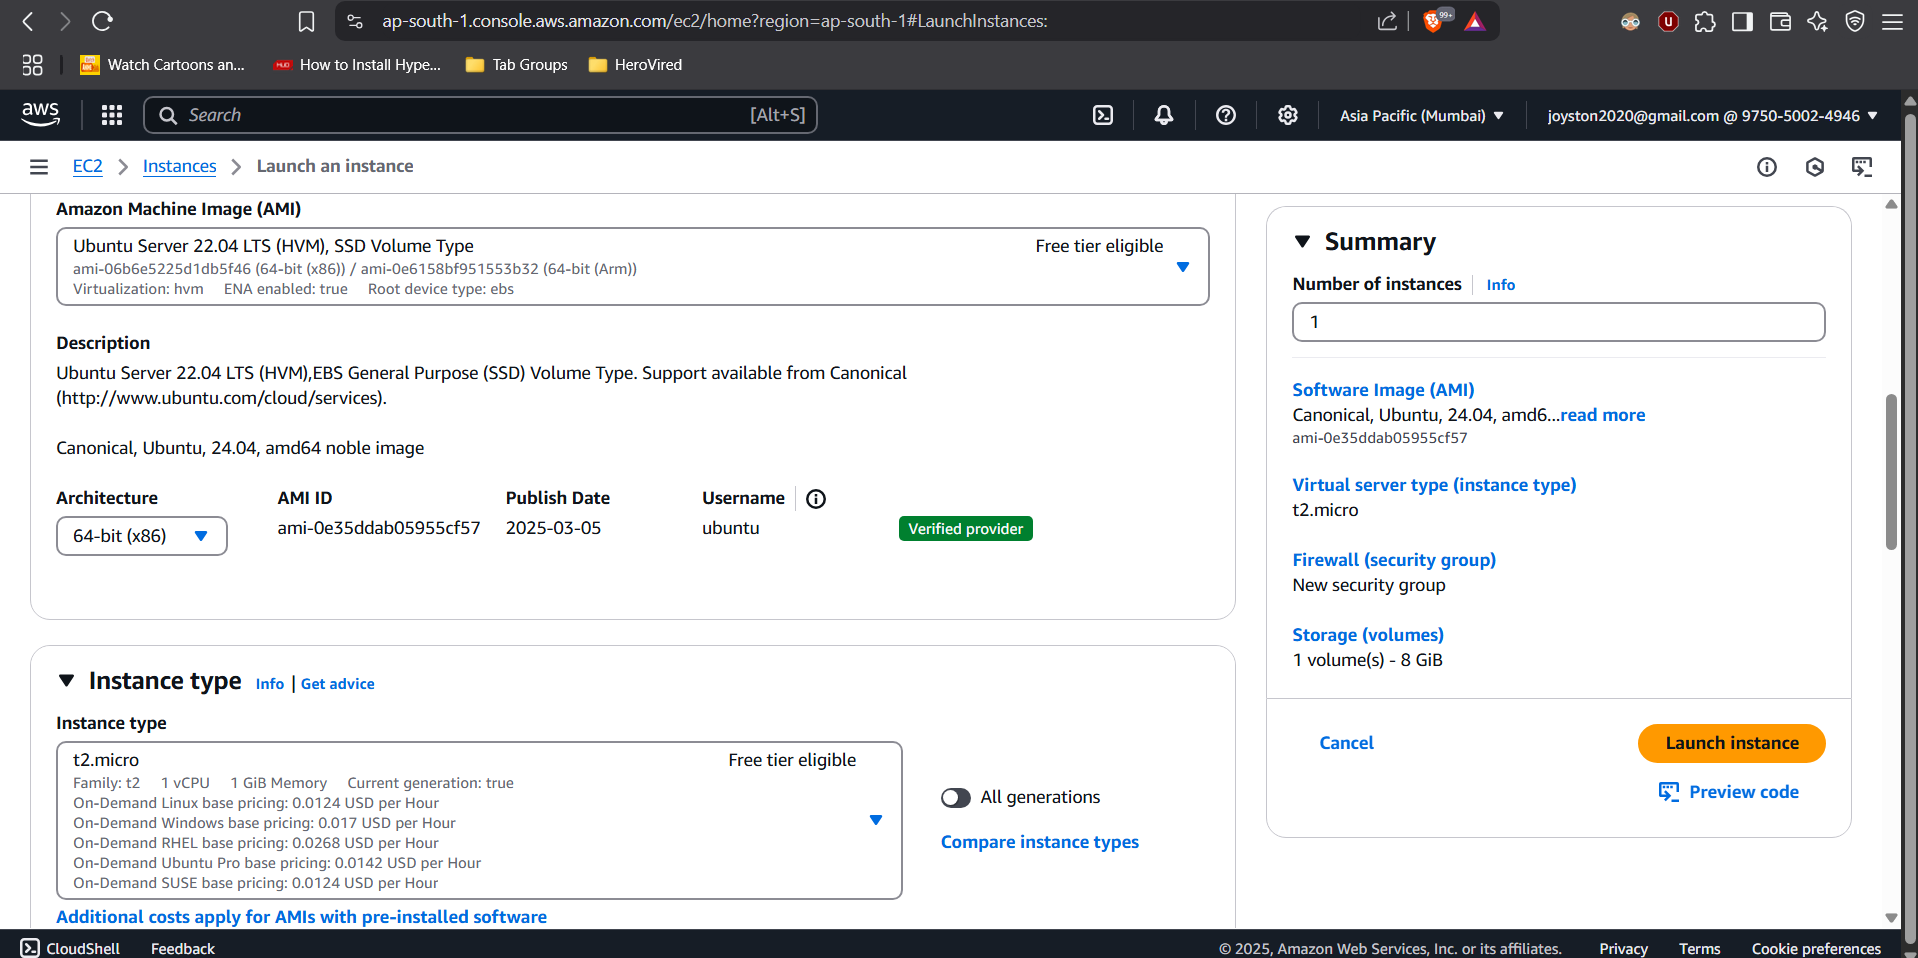 ap-south-1.console.aws.amazon.com/ec2/home?region=ap-south-1#LaunchInstances:
99+
Watch Cartoons an...
How to Install Hype...
Tab Groups
HeroVired
aws
Search
[Alt+S]
Asia Pacific (Mumbai)
joyston2020@gmail.com @ 9750-5002-4946
EC2
Instances
Launch an instance
Amazon Machine Image (AMI)
Ubuntu Server 22.04 LTS (HVM), SSD Volume Type
Free tier eligible
ami-06b6e5225d1db5f46 (64-bit (x86)) / ami-0e6158bf951553b32 (64-bit (Arm))
Virtualization: hvm ENA enabled: true Root device type: ebs
Description
Ubuntu Server 22.04 LTS (HVM),EBS General Purpose (SSD) Volume Type. Support available from Canonical
(http://www.ubuntu.com/cloud/services).
Canonical, Ubuntu, 24.04, amd64 noble image
Architecture
64-bit (x86)
AMI ID
ami-0e35ddab05955cf57
Publish Date
2025-03-05
Username
ubuntu
Verified provider
Instance type
Info | Get advice
Instance type
t2.micro
Free tier eligible
Family: t2 1 vCPU 1 GiB Memory Current generation: true
On-Demand Linux base pricing: 0.0124 USD per Hour
On-Demand Windows base pricing: 0.017 USD per Hour
On-Demand RHEL base pricing: 0.0268 USD per Hour
On-Demand Ubuntu Pro base pricing: 0.0142 USD per Hour
On-Demand SUSE base pricing: 0.0124 USD per Hour
All generations
Compare instance types
Additional costs apply for AMIs with pre-installed software
Summary
Number of instances
Info
1
Software Image (AMI)
Canonical, Ubuntu, 24.04, amd6...read more
ami-0e35ddab05955cf57
Virtual server type (instance type)
t2.micro
Firewall (security group)
New security group
Storage (volumes)
1 volume(s) - 8 GiB
Cancel
Launch instance
Preview code
CloudShell
Feedback
© 2025, Amazon Web Services, Inc. or its affiliates.
Privacy
Terms
Cookie preferences